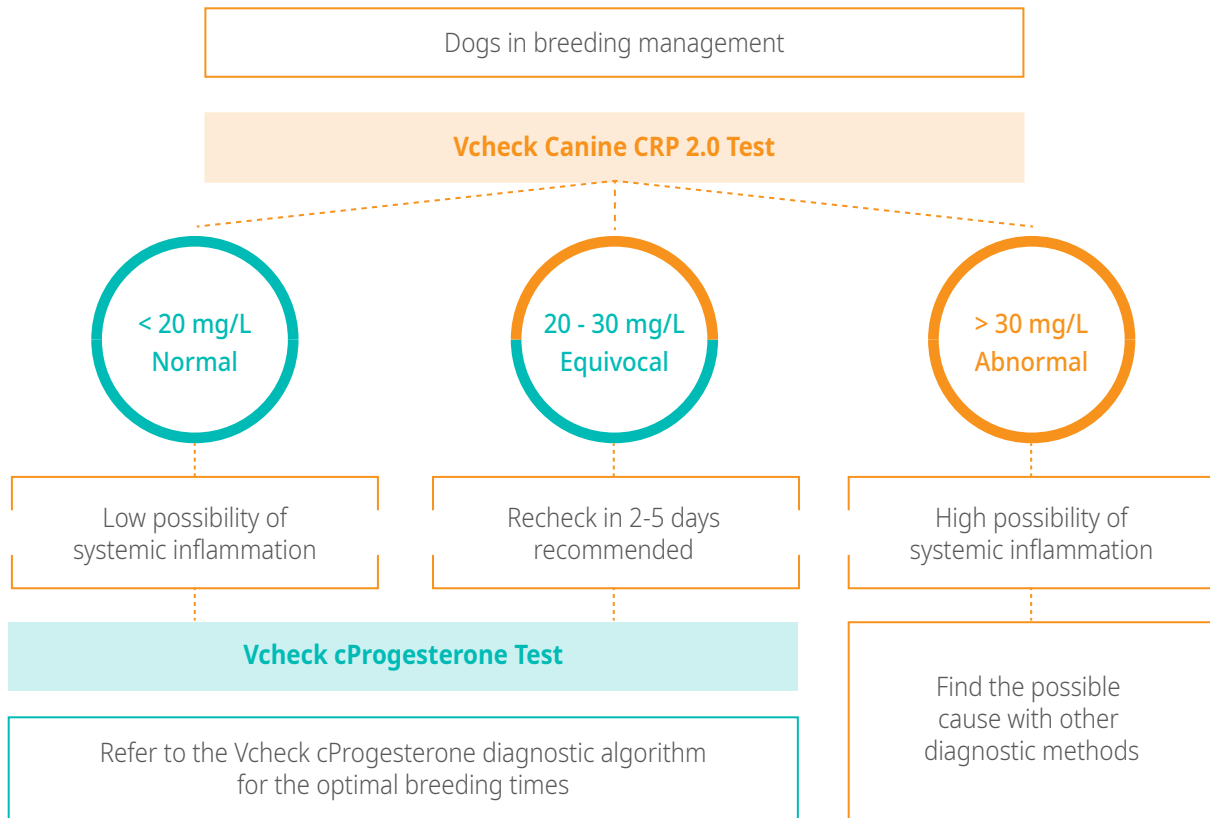 Dogs in breeding management
Vcheck Canine CRP 2.0 Test
< 20 mg/L
Normal
20 - 30 mg/L
Equivocal
> 30 mg/L
Abnormal
Low possibility of
systemic inflammation
Recheck in 2-5 days
recommended
High possibility of
systemic inflammation
Vcheck cProgesterone Test
Refer to the Vcheck cProgesterone diagnostic algorithm
for the optimal breeding times
Find the possible
cause with other
diagnostic methods